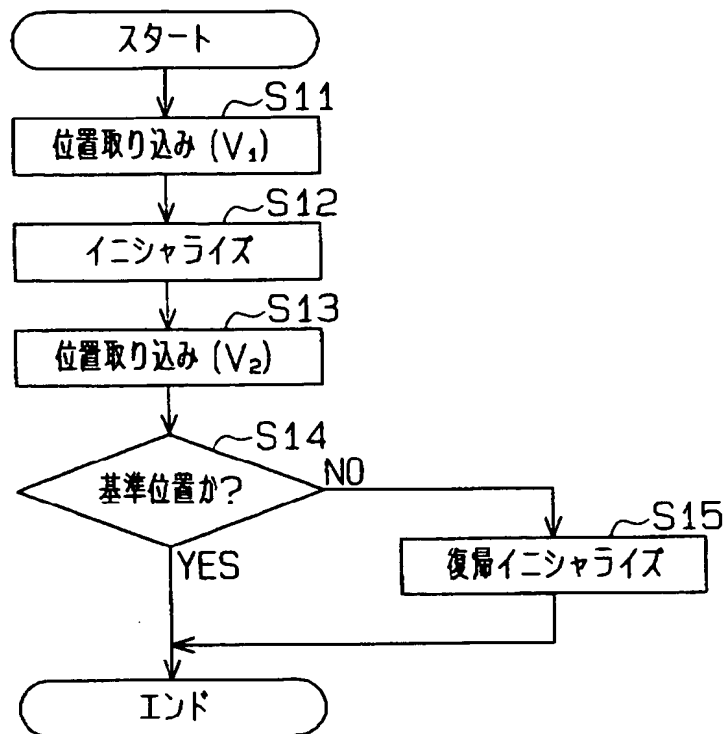 スタート
S11
位置取り込み (V₁)
S12
イニシャライズ
S13
位置取り込み (V₂)
S14
基準位置か?
NO
YES
S15
復帰イニシャライズ
エンド